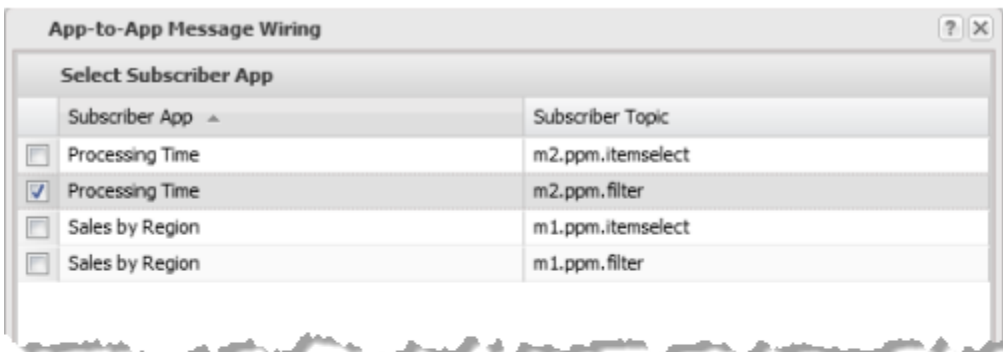 App-to-App Message Wiring ?
Select Subscriber App
Subscriber App Subscriber Topic
Processing Time m2.ppm.itemselect
Processing Time m2.ppm.filter
Sales by Region m1.ppm.itemselect
Sales by Region m1.ppm.filter